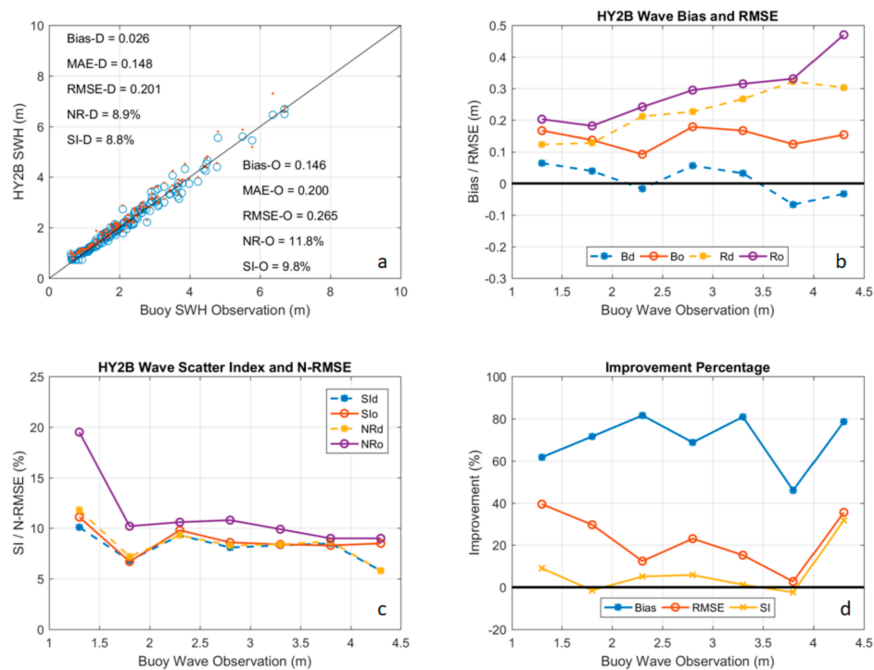 10
8
6
4
2
0
HY2B SWH (m)
Bias-D = 0.026
MAE-D = 0.148
RMSE-D = 0.201
NR-D = 8.9%
SI-D = 8.8%
Bias-O = 0.146
MAE-O = 0.200
RMSE-O = 0.265
NR-O = 11.8%
SI-O = 9.8%
a
0 2 4 6 8 10
Buoy SWH Observation (m)
HY2B Wave Bias and RMSE
0.5
0.4
0.3
0.2
0.1
0
-0.1
-0.2
-0.3
Bias / RMSE (m)
Bd Bo Rd Ro
b
1 1.5 2 2.5 3 3.5 4 4.5
Buoy Wave Observation (m)
HY2B Wave Scatter Index and N-RMSE
25
20
15
10
5
0
SI / N-RMSE (%)
SId
SIo
NRd
NRo
c
1 1.5 2 2.5 3 3.5 4 4.5
Buoy Wave Observation (m)
Improvement Percentage
100
80
60
40
20
0
-20
Improvement (%)
Bias RMSE SI
d
1 1.5 2 2.5 3 3.5 4 4.5
Buoy Wave Observation (m)